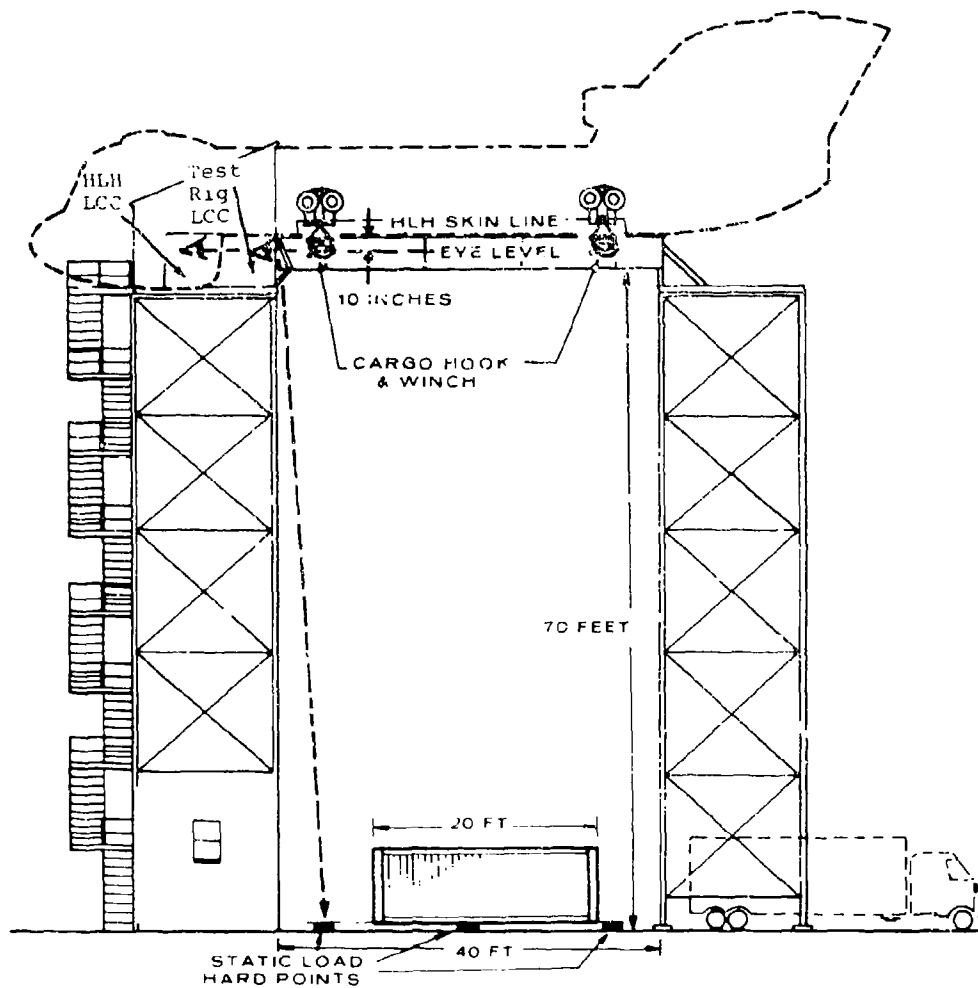 HLH
LCC
Test
Rig
LCC
HLH SKIN LINE
EYE LEVEL
10 INCHES
CARGO HOOK
& WINCH
70 FEET
20 FT
40 FT
STATIC LOAD
HARD POINTS